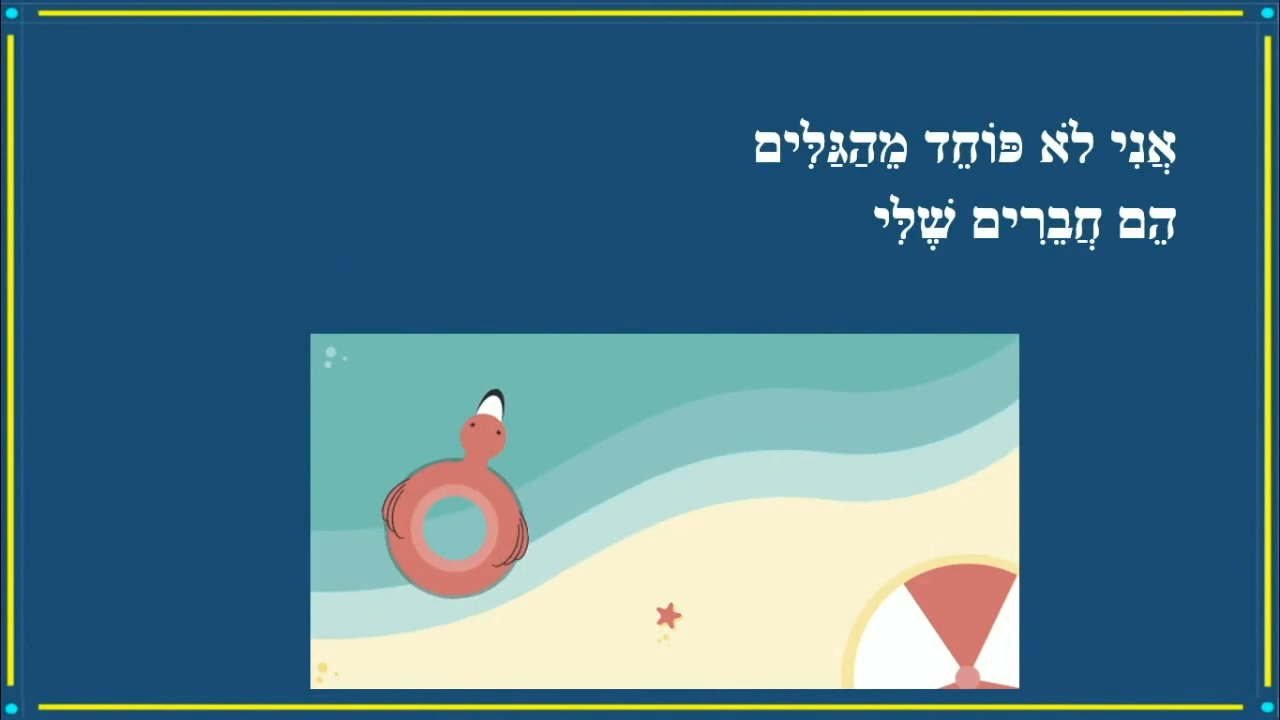 אֲנִי לֹא פּוֹחֵד מֵהַגַּלִּים
הֵם חֲבֵרִים שֶׁלִּי